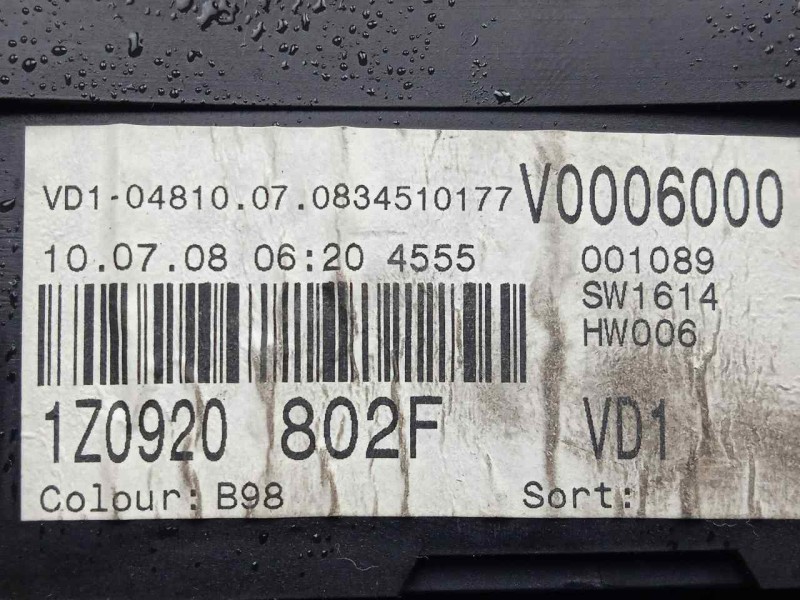 VD1-04810.07.0834510177 V0006000
10.07.08 06:20 4555 001089
SW1614
HW006
1Z0920 802F VD1
Colour: B98 Sort: